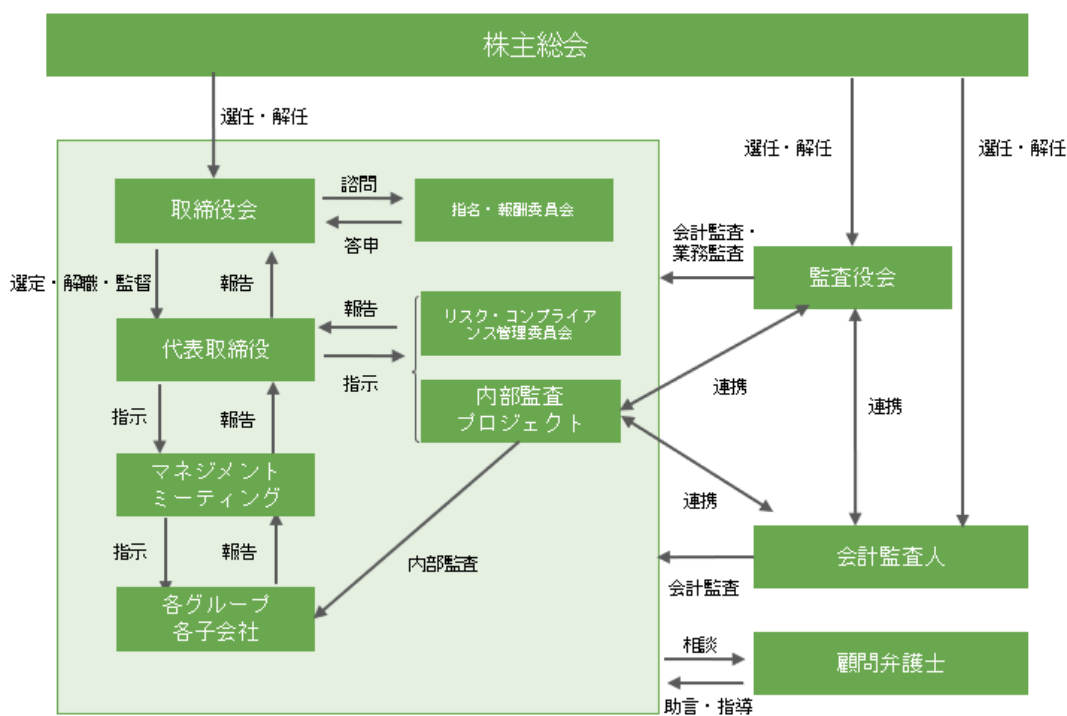 株主総会
選任・解任
選任・解任
選任・解任
取締役会
諮問
指名・報酬委員会
答申
会計監査・
業務監査
監査役会
選定・解職・監督
報告
報告
リスク・コンプライア
ンス管理委員会
代表取締役
指示
内部監査
プロジェクト
連携
連携
指示
報告
マネジメント
ミーティング
連携
指示
報告
内部監査
会計監査人
会計監査
各グループ
各子会社
相談
顧問弁護士
助言・指導